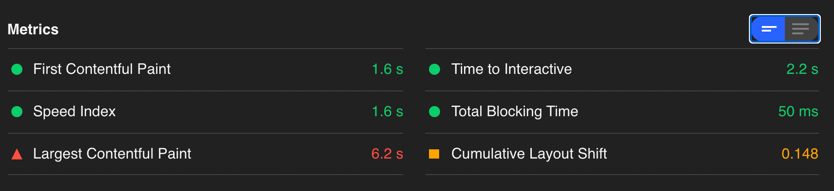 Metrics
First Contentful Paint 1.6 s
Time to Interactive 2.2 s
Speed Index 1.6 s
Total Blocking Time 50 ms
Largest Contentful Paint 6.2 s
Cumulative Layout Shift 0.148